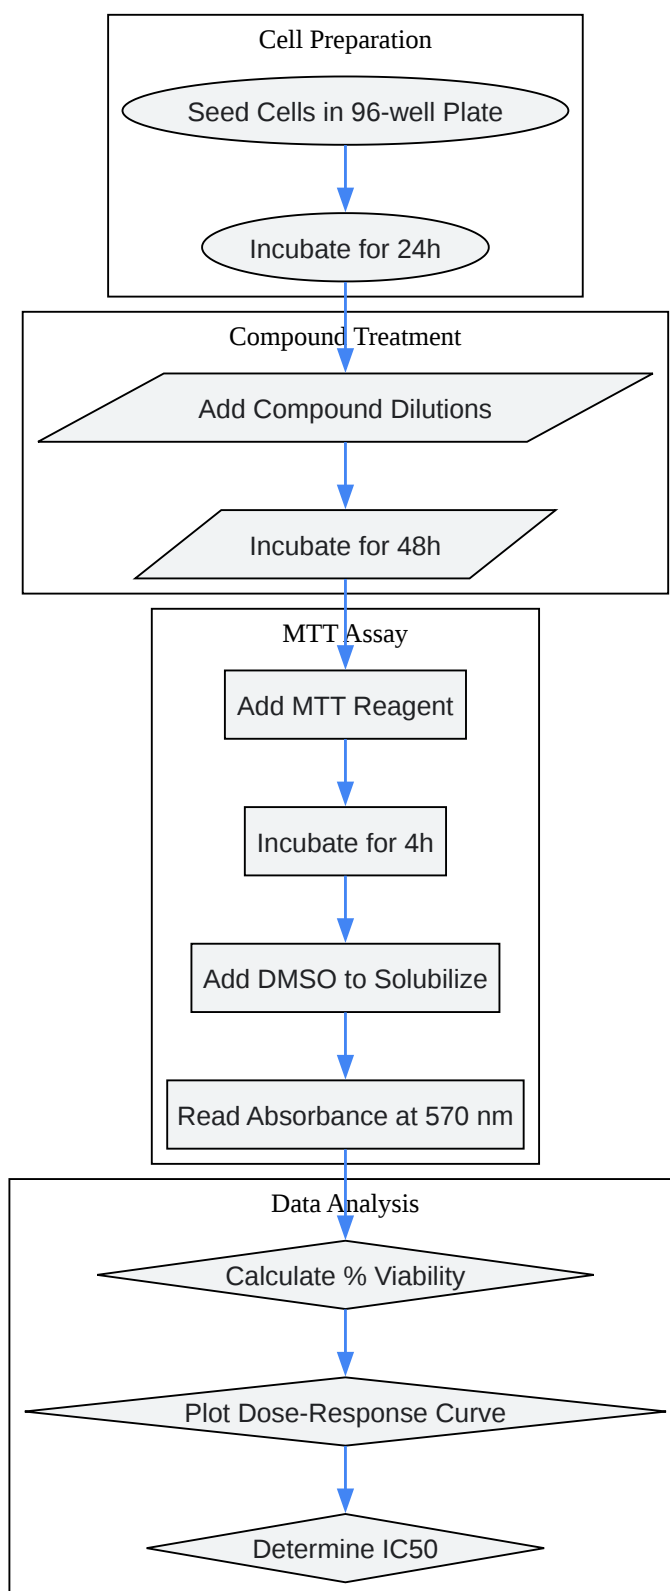 Cell Preparation
Seed Cells in 96-well Plate
Incubate for 24h
Compound Treatment
Add Compound Dilutions
Incubate for 48h
MTT Assay
Add MTT Reagent
Incubate for 4h
Add DMSO to Solubilize
Read Absorbance at 570 nm
Data Analysis
Calculate % Viability
Plot Dose-Response Curve
Determine IC50